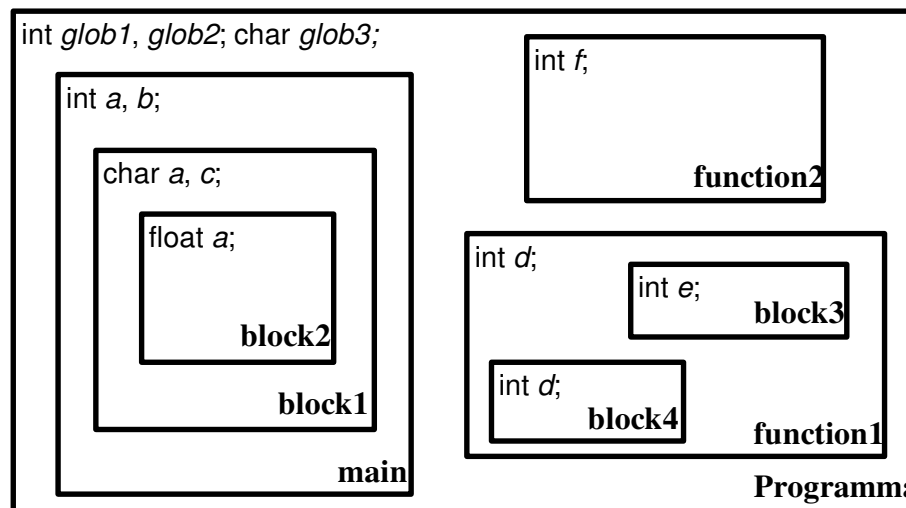 int glob1, glob2; char glob3;
int a, b;
char a, c;
float a;
block2
block1
main
int f;
function2
int d;
int e;
block3
int d;
block4
function1
Programma